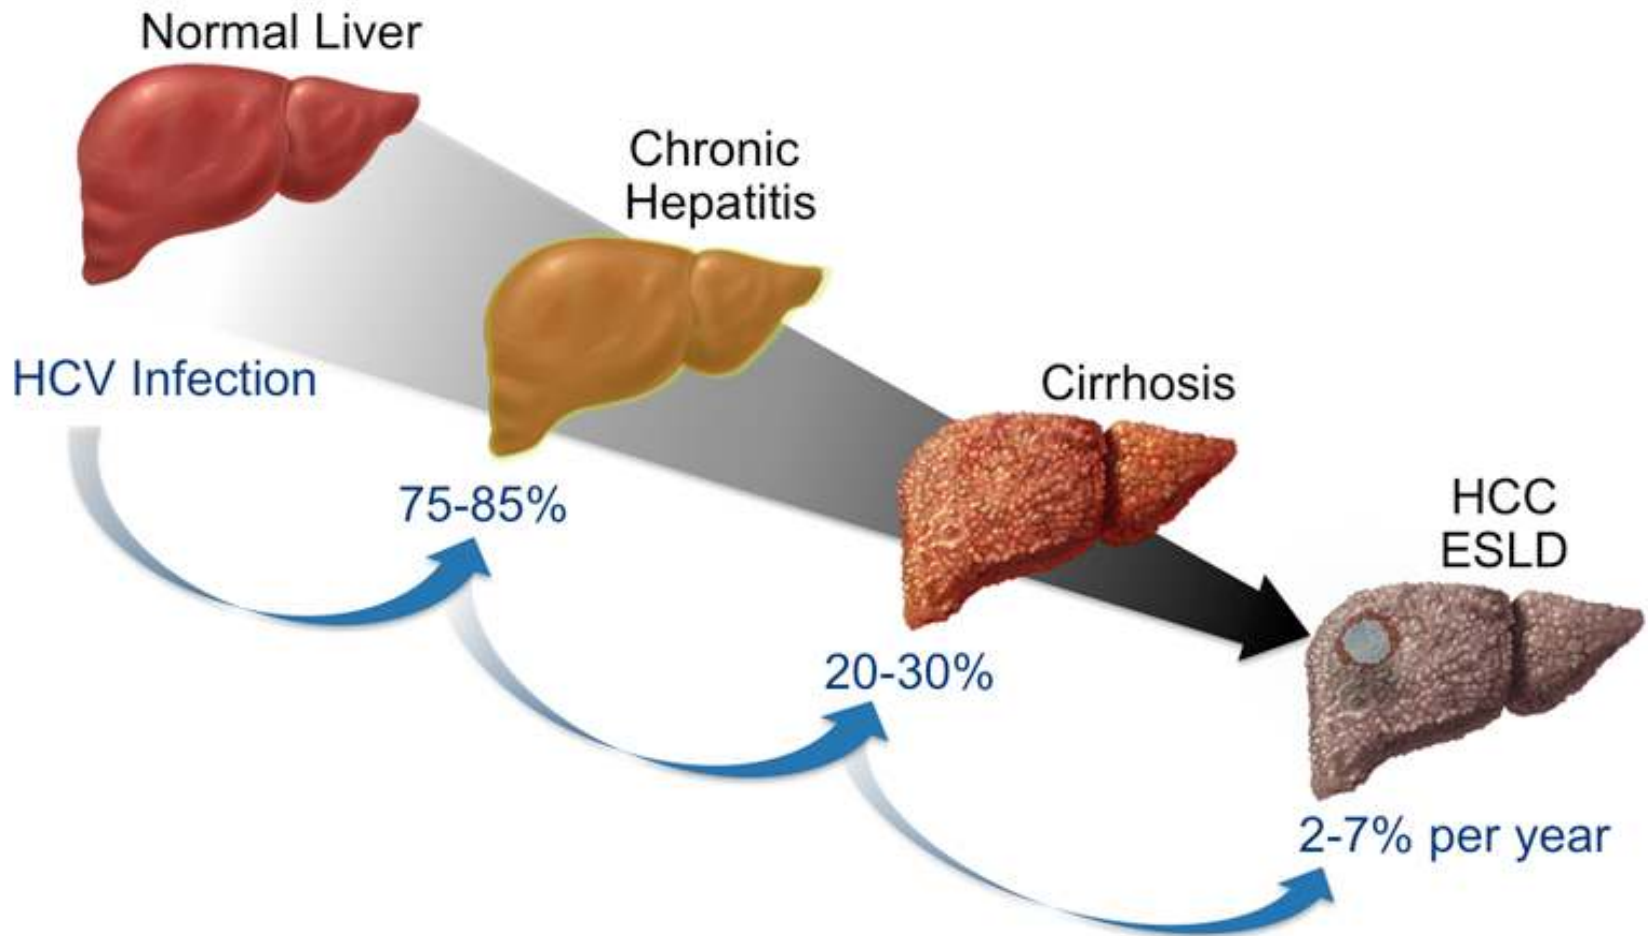 Normal Liver
Chronic
Hepatitis
HCV Infection
Cirrhosis
75-85%
HCC
ESLD
20-30%
2-7% per year